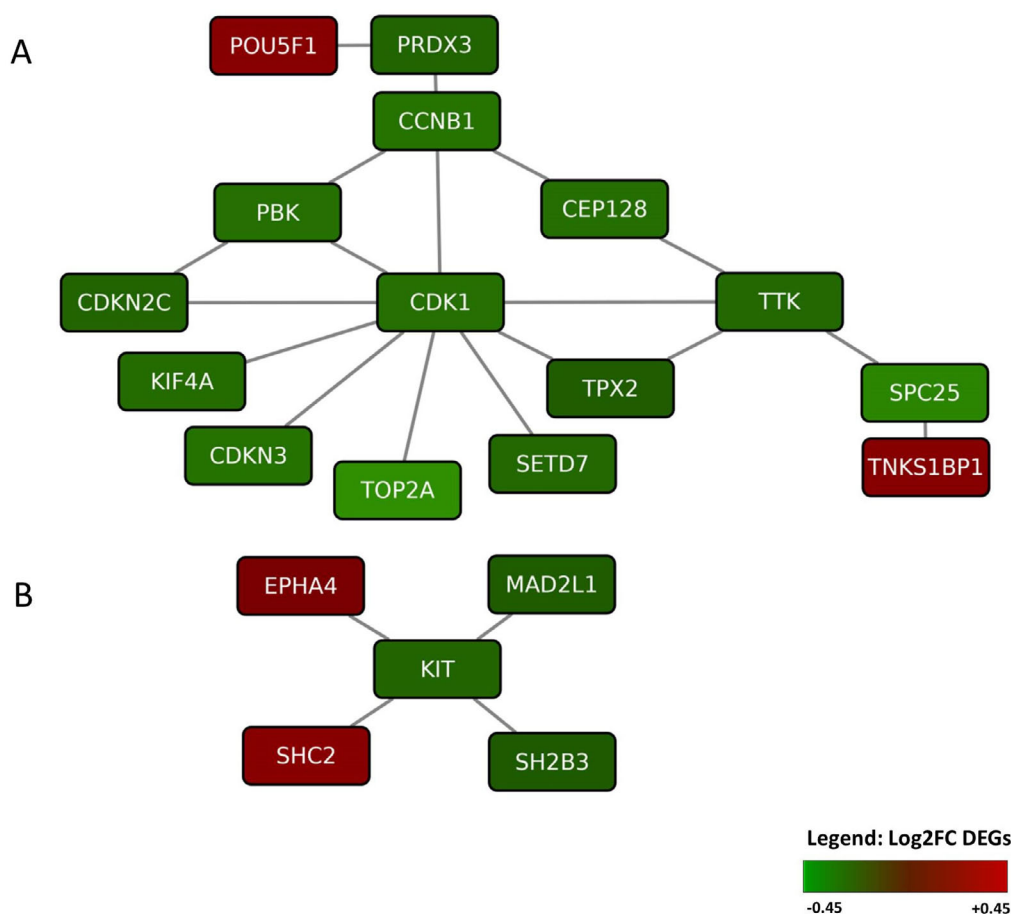 A
POU5F1
PRDX3
CCNB1
PBK
CEP128
CDKN2C
CDK1
TTK
KIF4A
TPX2
SPC25
CDKN3
SETD7
TNKS1BP1
TOP2A
B
EPHA4
MAD2L1
KIT
SHC2
SH2B3
Legend: Log2FC DEGs
-0.45 +0.45